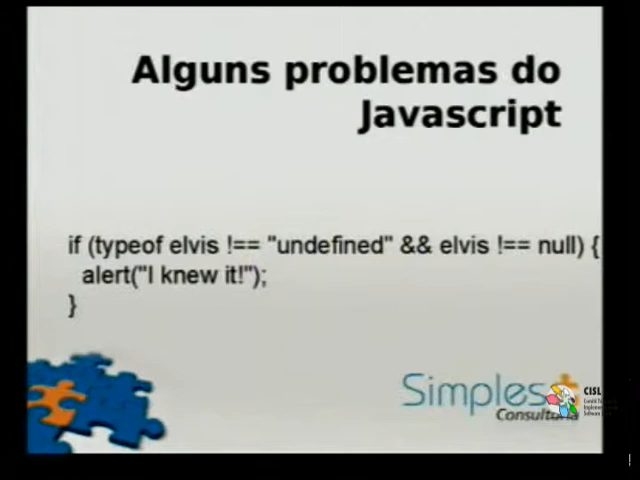 Alguns problemas do
Javascript
if (typeof elvis !== "undefined" && elvis !== null) {
alert("I knew it!");
}
Simples
Consultoria
CISL